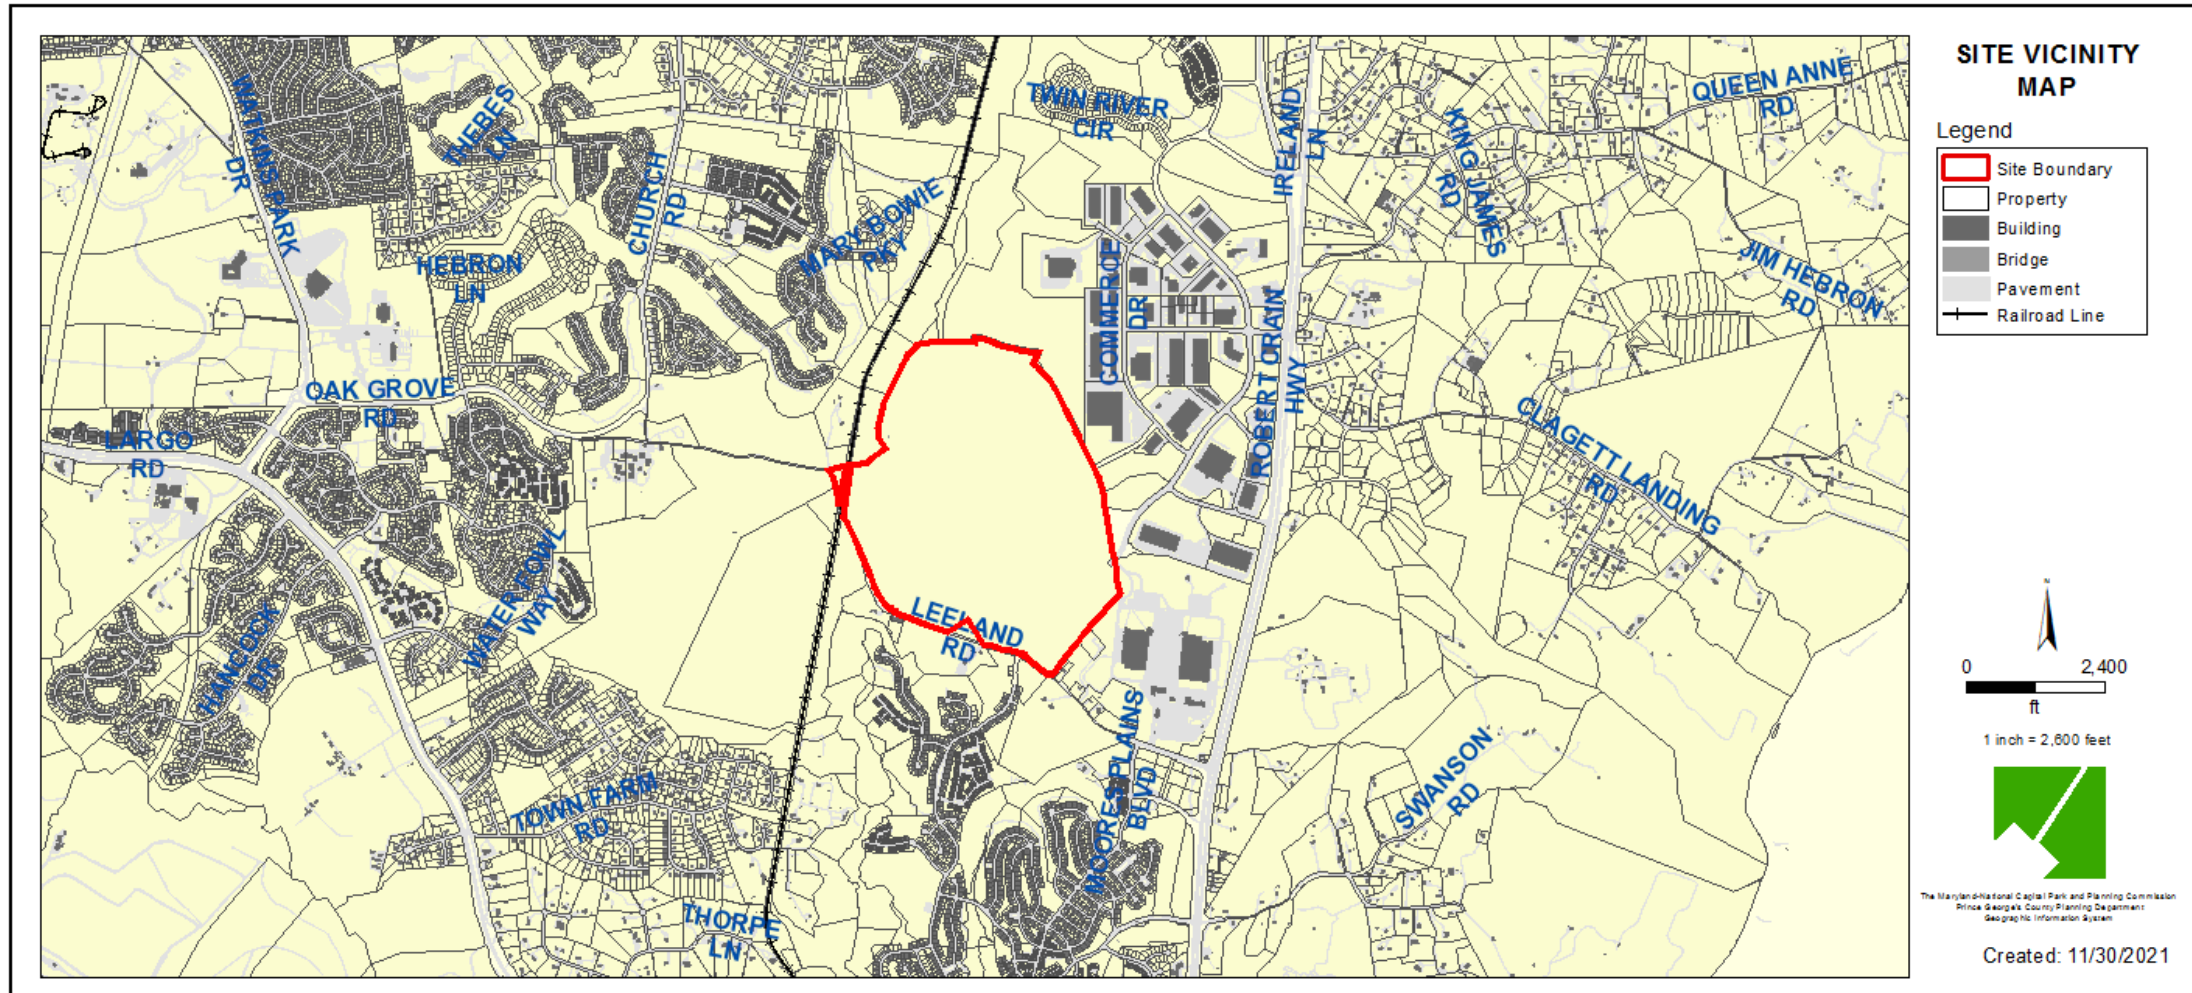 SITE VICINITY
MAP
Legend
Site Boundary
Property
Building
Bridge
Pavement
Railroad Line
N
0 2,400
ft
1 inch = 2,600 feet
The Maryland-National Capital Park and Planning Commission
Prince George's County Planning Department
Geographic Information System
Created: 11/30/2021
WATKINS PARK
DR
THEBES
LN
CHURCH
RD
TWIN RIVER
CIR
IRELAND
LN
KING JAMES
RD
QUEEN ANNE
RD
HEBRON
LN
MARY BOWIE
PKY
COMMERCE
DR
JIM HEBRON
RD
OAK GROVE
RD
LARGO
RD
ROBERT CRAIN
HWY
CLAGETT LANDING
RD
WATERFOWL
WAY
HANCOCK
DR
LEELAND
RD
MOORES PLAINS
BLVD
SWANSON
RD
TOWN FARM
RD
THORPE
LN